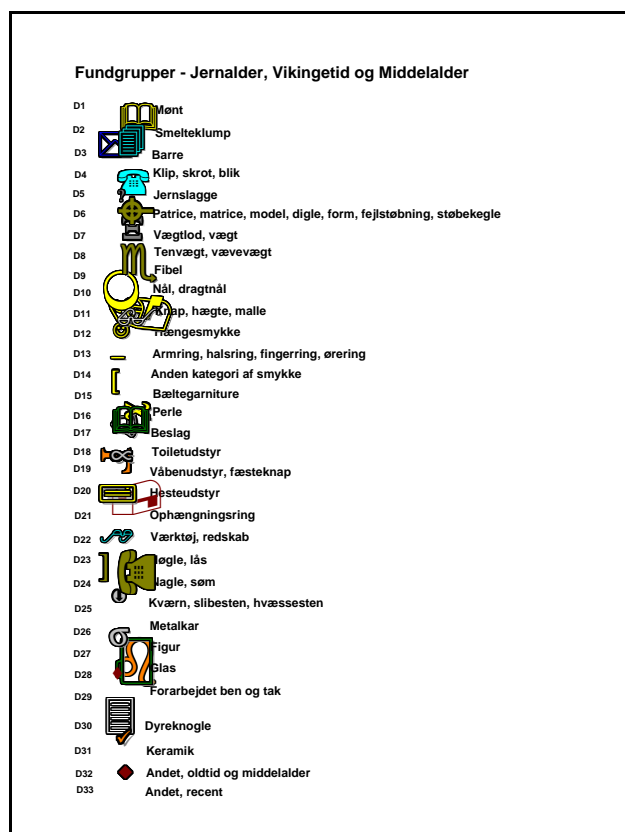 Fundgrupper - Jernalder, Vikingetid og Middelalder
D1 Mønt
D2 Smelteklump
D3 Barre
D4 Klip, skrot, blik
D5 Jernslagge
D6 Patrice, matrice, model, digle, form, fejlstøbning, støbekegle
D7 Vægtlod, vægt
D8 Tenvægt, vævevægt
D9 Fibel
D10 Nål, dragtnål
D11 Knap, hægte, malle
D12 Hængesmykke
D13 Armring, halsring, fingerring, ørering
D14 Anden kategori af smykke
D15 Bæltegarniture
D16 Perle
D17 Beslag
D18 Toiletudstyr
D19 Våbenudstyr, fæsteknap
D20 Hesteudstyr
D21 Ophængningsring
D22 Værktøj, redskab
D23 Nøgle, lås
D24 Nagle, søm
D25 Kværn, slibesten, hvæssesten
D26 Metalkar
D27 Figur
D28 Glas
D29 Forarbejdet ben og tak
D30 Dyreknogle
D31 Keramik
D32 Andet, oldtid og middelalder
D33 Andet, recent